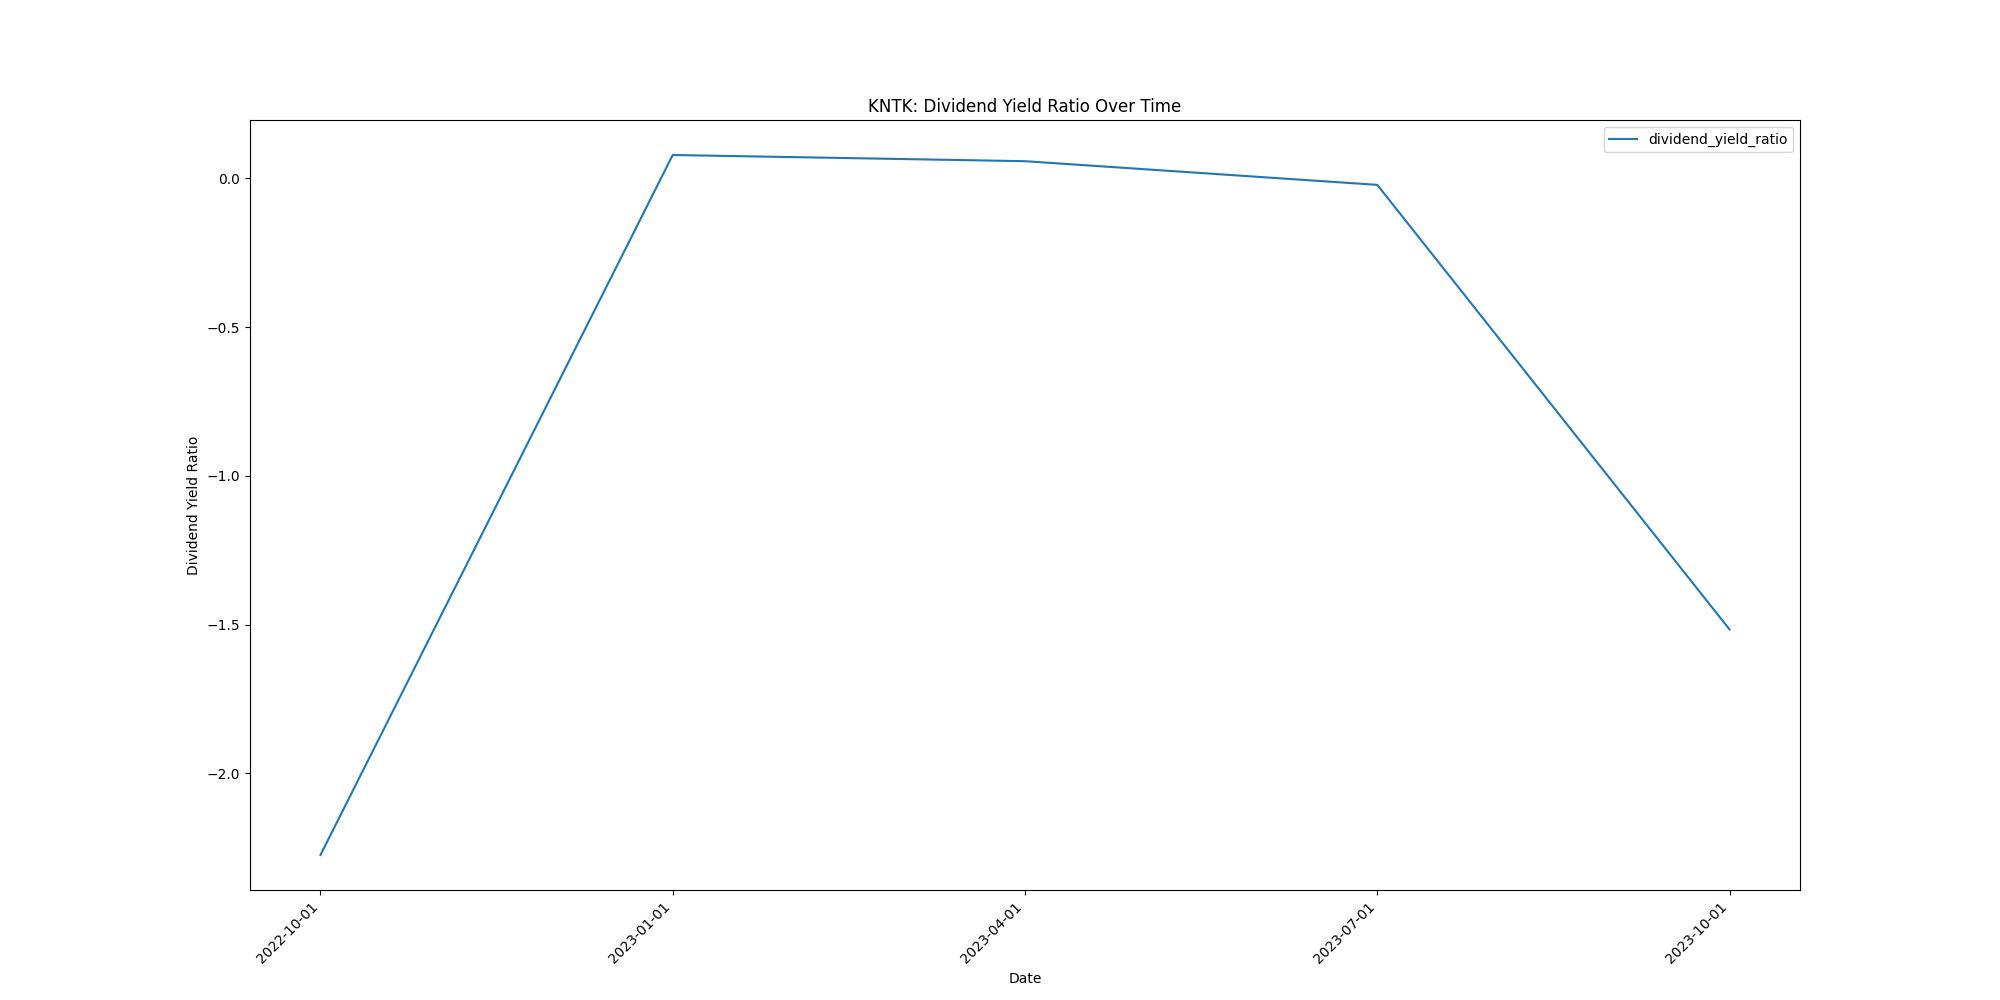 KNTK: Dividend Yield Ratio Over Time
dividend_yield_ratio
0.0
−0.5
−1.0
−1.5
−2.0
Dividend Yield Ratio
2022-10-01
2023-01-01
2023-04-01
2023-07-01
2023-10-01
Date